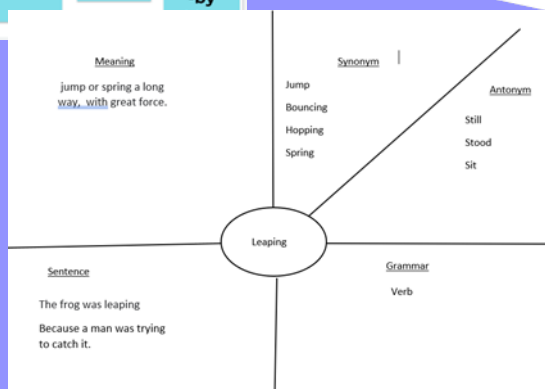 -by
Meaning
jump or spring a long
way,  with great force.
Synonym
Jump
Bouncing
Hopping
Spring
Antonym
Still
Stood
Sit
Leaping
Sentence
The frog was leaping
Because a man was trying
to catch it.
Grammar
Verb